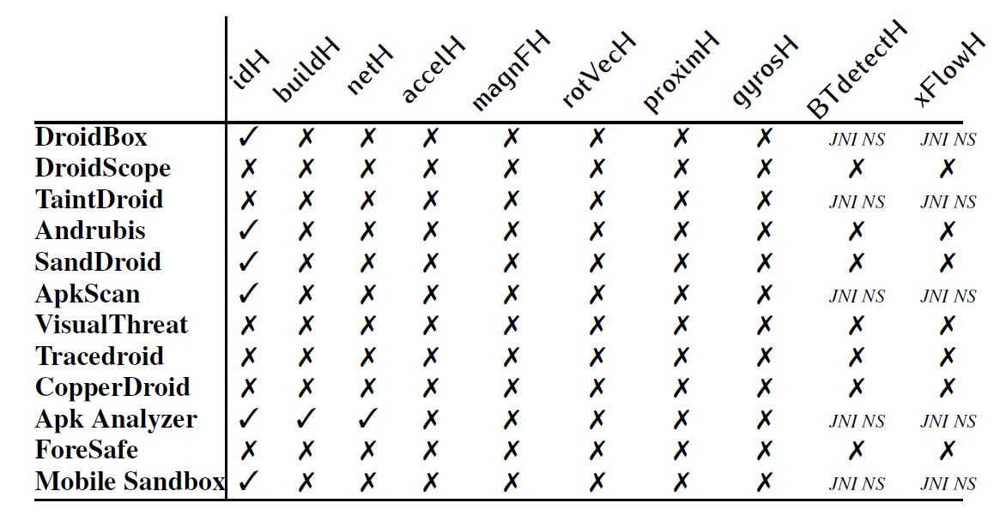 idH buildH netH accelH magnFH rotVecH proximH gyrosH BTdetectH xFlowH
DroidBox ✓ ✗ ✗ ✗ ✗ ✗ ✗ ✗ JNI NS JNI NS
DroidScope ✗ ✗ ✗ ✗ ✗ ✗ ✗ ✗ ✗ ✗
TaintDroid ✗ ✗ ✗ ✗ ✗ ✗ ✗ ✗ JNI NS JNI NS
Andrubis ✓ ✗ ✗ ✗ ✗ ✗ ✗ ✗ ✗ ✗
SandDroid ✓ ✗ ✗ ✗ ✗ ✗ ✗ ✗ ✗ ✗
ApkScan ✓ ✗ ✗ ✗ ✗ ✗ ✗ ✗ JNI NS JNI NS
VisualThreat ✗ ✗ ✗ ✗ ✗ ✗ ✗ ✗ ✗ ✗
Tracedroid ✗ ✗ ✗ ✗ ✗ ✗ ✗ ✗ ✗ ✗
CopperDroid ✗ ✗ ✗ ✗ ✗ ✗ ✗ ✗ ✗ ✗
Apk Analyzer ✓ ✓ ✓ ✗ ✗ ✗ ✗ ✗ JNI NS JNI NS
ForeSafe ✗ ✗ ✗ ✗ ✗ ✗ ✗ ✗ ✗ ✗
Mobile Sandbox ✓ ✗ ✗ ✗ ✗ ✗ ✗ ✗ JNI NS JNI NS